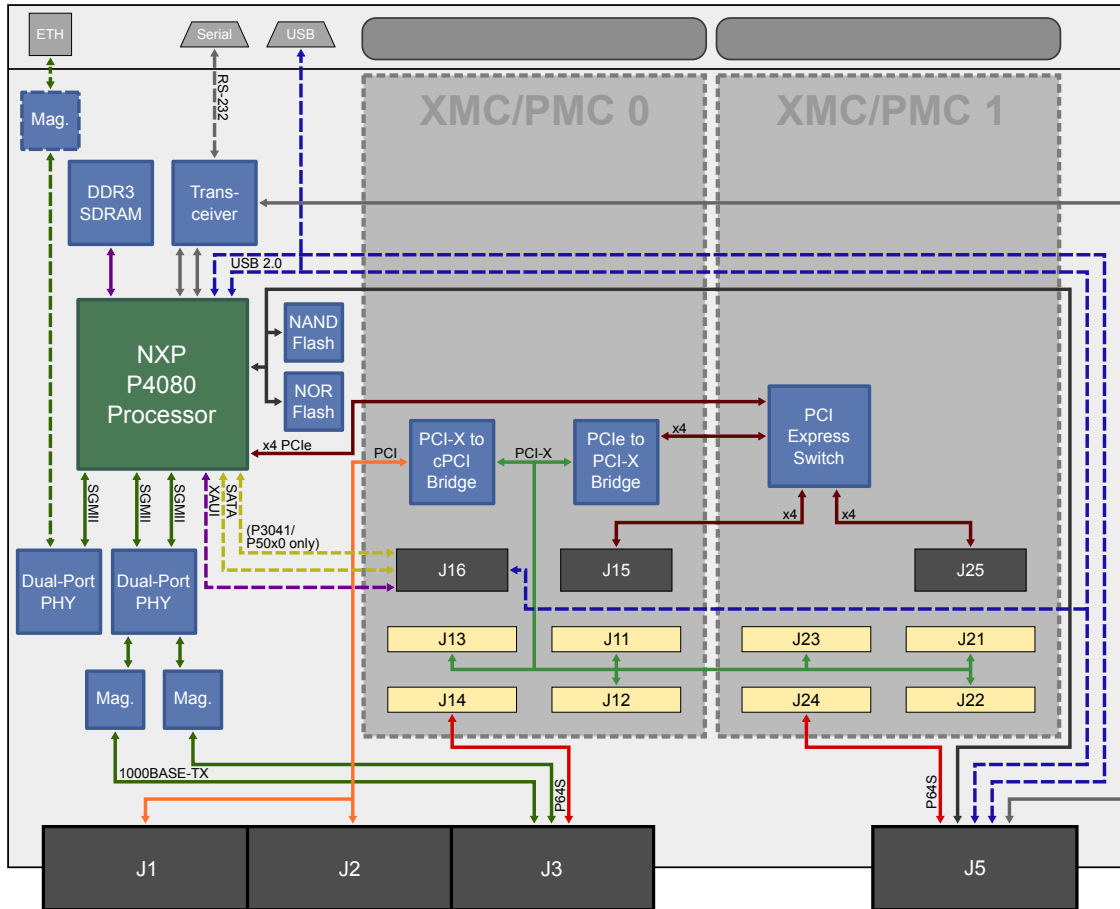 ETH
Serial
USB
RS-232
XMC/PMC 0
XMC/PMC 1
Mag.
DDR3
SDRAM
Trans-
ceiver
USB 2.0
NXP
P4080
Processor
NAND
Flash
NOR
Flash
PCI
Express
Switch
x4 PCIe
PCI
PCI-X to
cPCI
Bridge
PCI-X
PCIe to
PCI-X
Bridge
x4
SGMII
SGMII
SGMII
XAUI
SATA
(P3041/
P50x0 only)
x4
x4
Dual-Port
PHY
Dual-Port
PHY
J16
J15
J25
J13
J11
J23
J21
Mag.
Mag.
J14
J12
J24
J22
1000BASE-TX
P64S
P64S
J1
J2
J3
J5